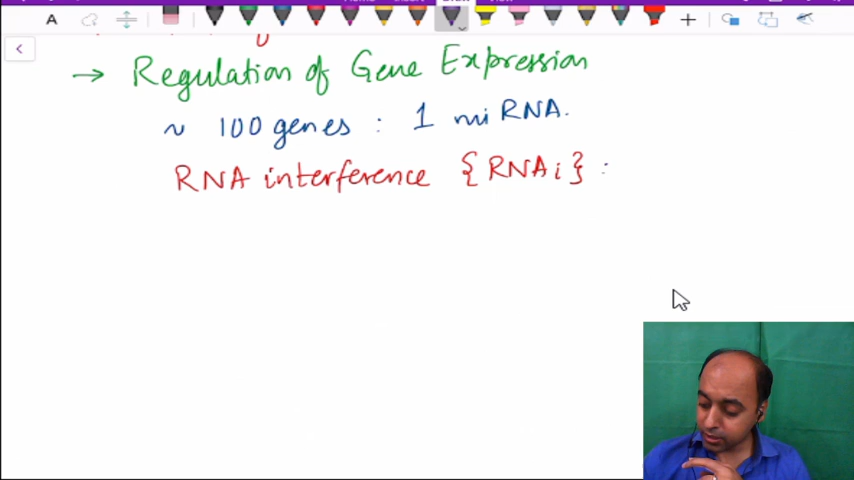 → Regulation of Gene Expression
~ 100 genes : 1 miRNA.
RNA interference {RNAi} :